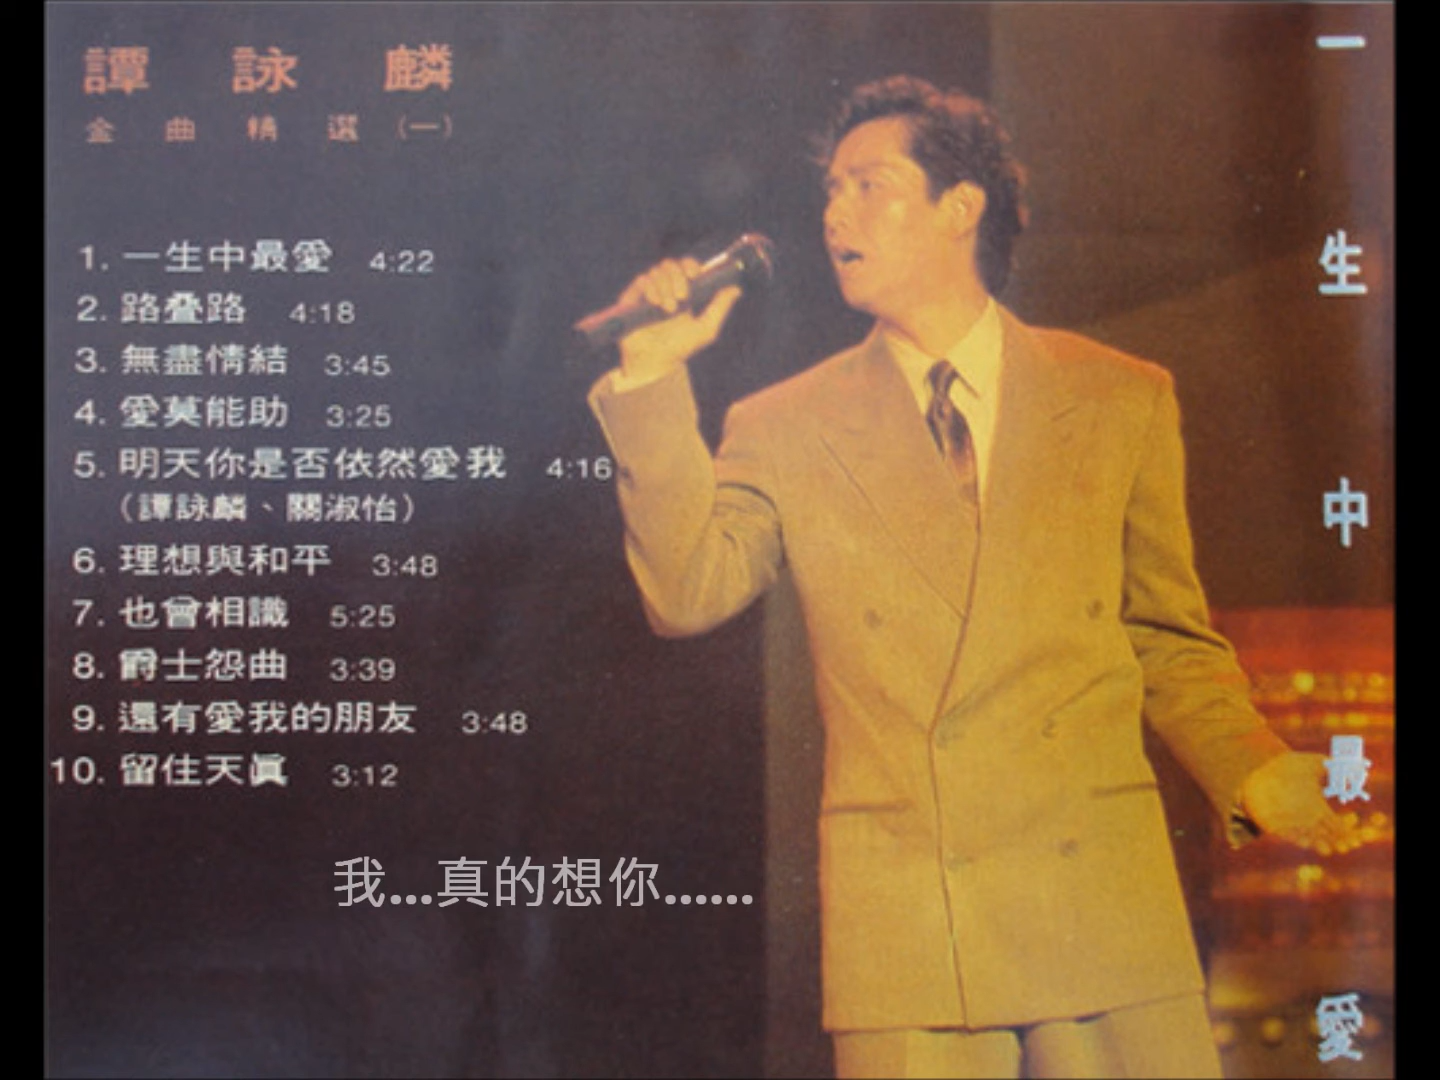 譚詠麟
金曲精選(一)
1. 一生中最愛 4:22
2. 路叠路 4:18
3. 無盡情結 3:45
4. 愛莫能助 3:25
5. 明天你是否依然愛我 4:16
(譚詠麟、關淑怡)
6. 理想與和平 3:48
7. 也曾相識 5:25
8. 爵士怨曲 3:39
9. 還有愛我的朋友 3:48
10. 留住天眞 3:12
我...真的想你......
一生中最愛